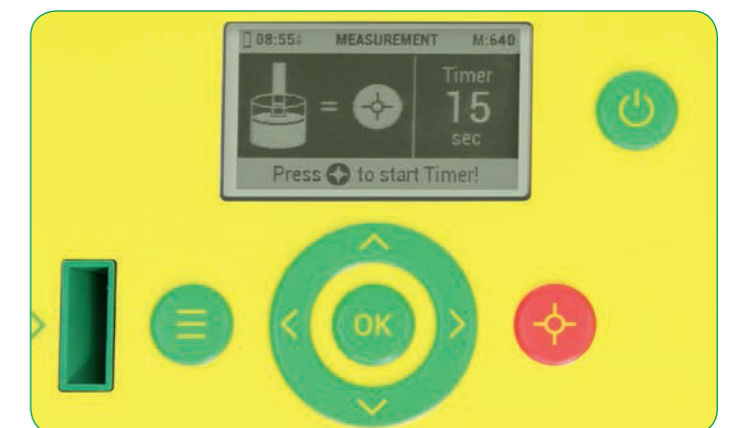 08:55 MEASUREMENT M:640
Timer
= 15
sec
Press to start Timer!
OK